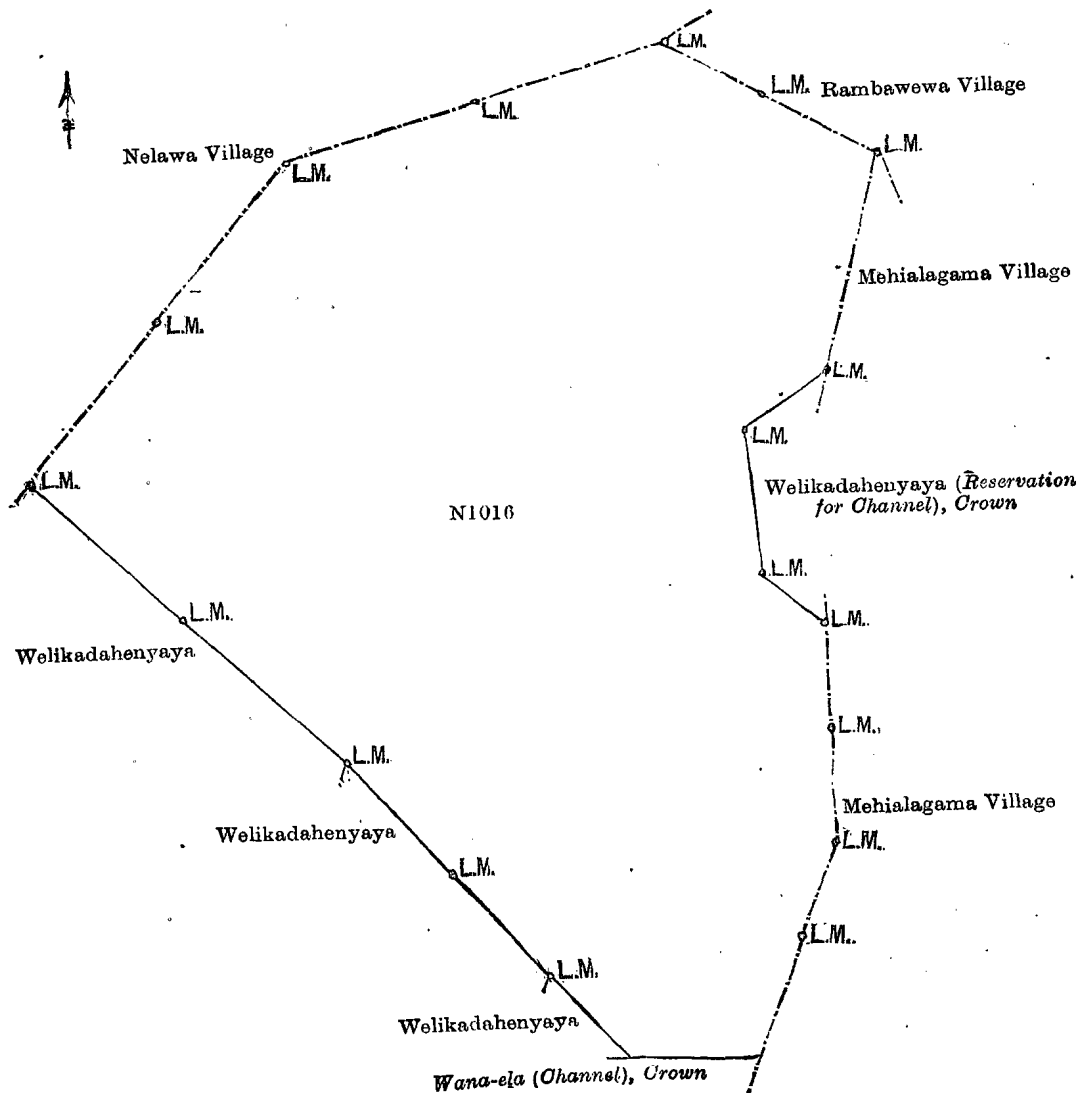 L.M.
L.M. Rambawewa Village
L.M.
Nelawa Village
L.M.
L.M.
Mehialagama Village
L.M.
L.M.
L.M.
L.M.
Welikadahenyaya (Reservation
for Channel), Crown
N1016
L.M.
L.M.
L.M.
Welikadahenyaya
L.M.
L.M.
Mehialagama Village
Welikadahenyaya
L.M.
L.M.
L.M.
L.M.
Welikadahenyaya
Wana-ela (Channel), Crown